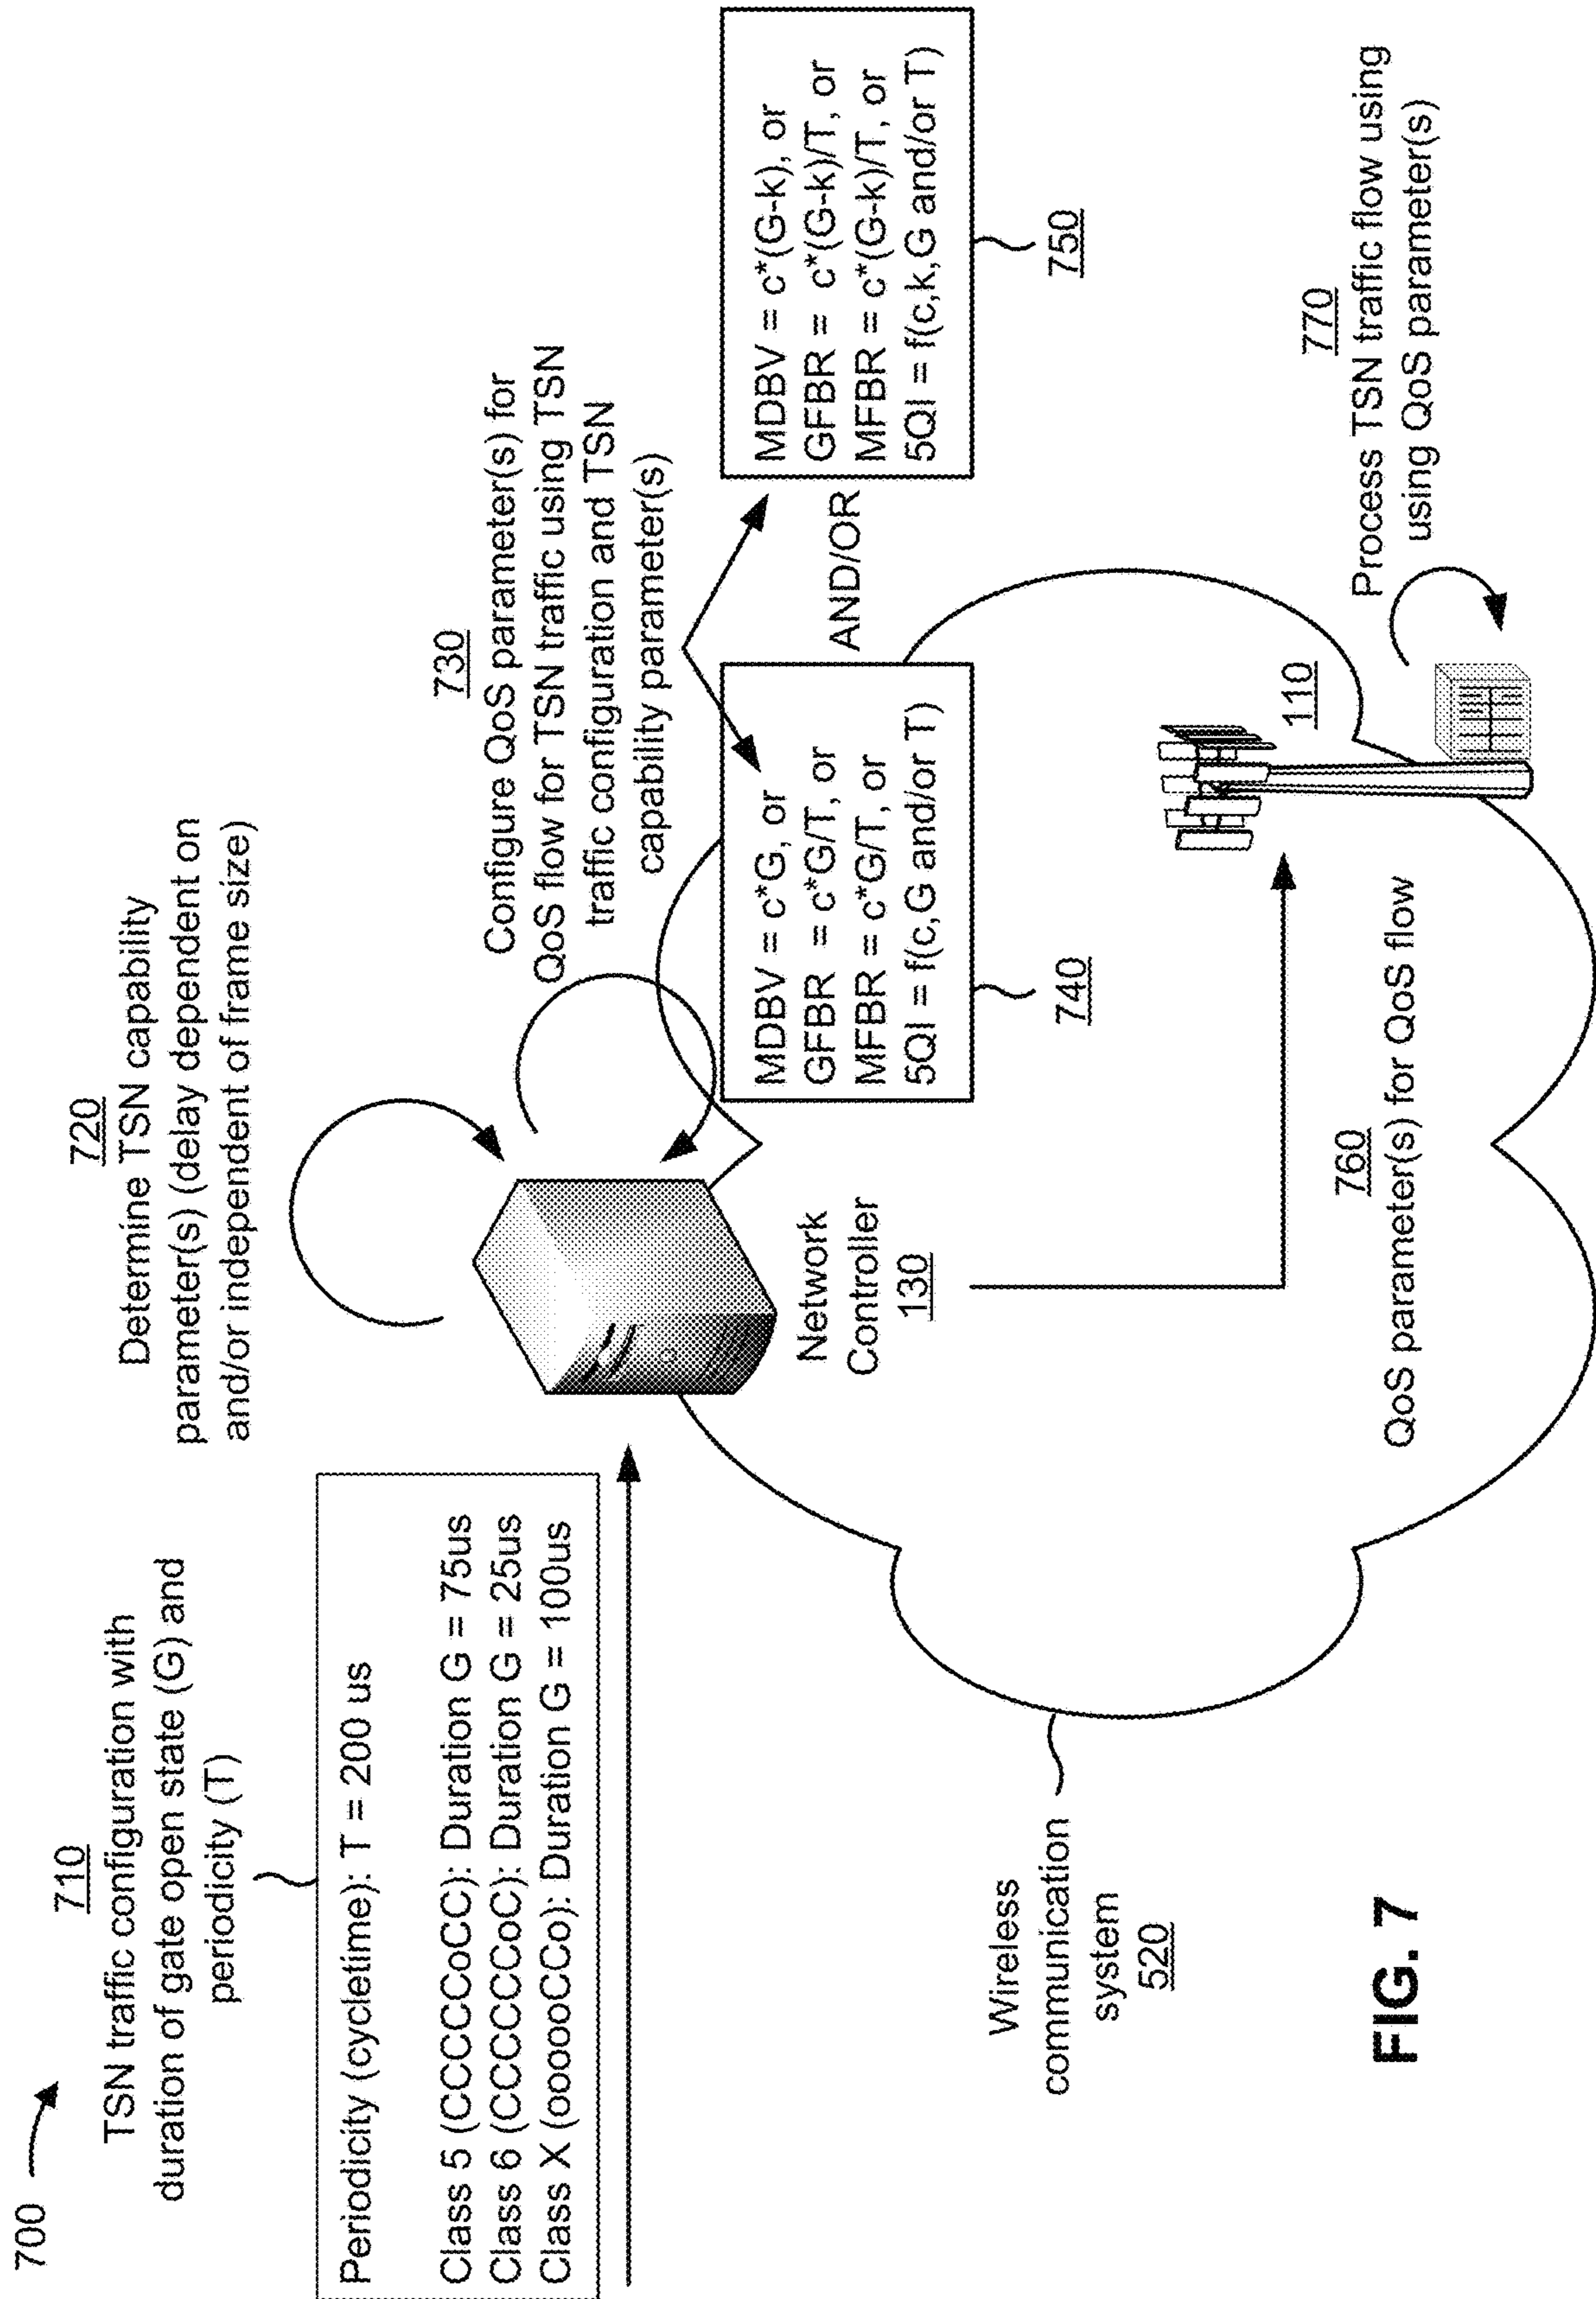 700
710
TSN traffic configuration with
duration of gate open state (G) and
periodicity (T)
Periodicity (cycletime): T = 200 us
Class 5 (CCCCCoCC): Duration G = 75us
Class 6 (CCCCCCoC): Duration G = 25us
Class X (oooooCCo): Duration G = 100us
720
Determine TSN capability
parameter(s) (delay dependent on
and/or independent of frame size)
730
Configure QoS parameter(s) for
QoS flow for TSN traffic using TSN
traffic configuration and TSN
capability parameter(s)
Network
Controller
130
MDBV = c*G, or
GFBR = c*G/T, or
MFBR = c*G/T, or
5QI = f(c,G and/or T)
740
AND/OR
MDBV = c*(G-k), or
GFBR = c*(G-k)/T, or
MFBR = c*(G-k)/T, or
5QI = f(c,k,G and/or T)
750
Wireless
communication
system
520
760
QoS parameter(s) for QoS flow
110
770
Process TSN traffic flow using
using QoS parameter(s)
FIG. 7